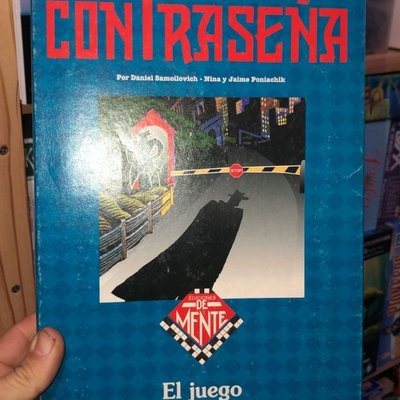 CONTRASEÑA
Por Daniel Samoilovich - Nina y Jaime Poniachik
STOP
EDICIONES
DE
MENTE
El juego